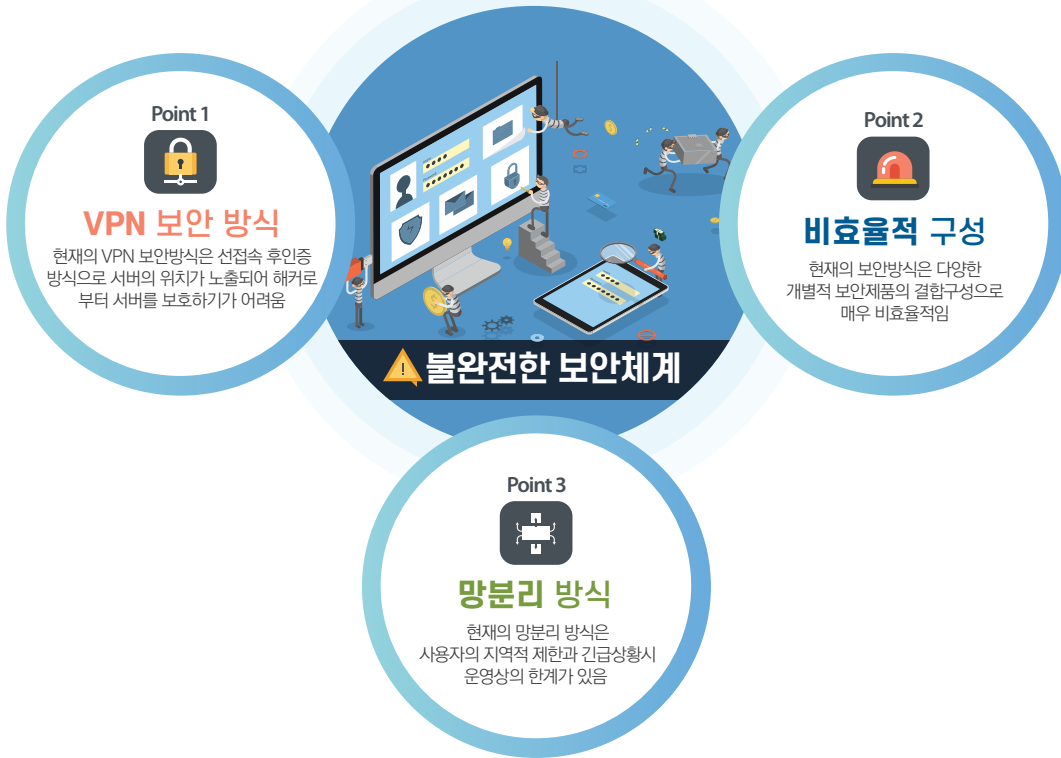 Point 1
VPN 보안 방식
현재의 VPN 보안방식은 선접속 후인증
방식으로 서버의 위치가 노출되어 해커로
부터 서버를 보호하기가 어려움
Point 2
비효율적 구성
현재의 보안방식은 다양한
개별적 보안제품의 결합구성으로
매우 비효율적임
불완전한 보안체계
Point 3
망분리 방식
현재의 망분리 방식은
사용자의 지역적 제한과 긴급상황시
운영상의 한계가 있음